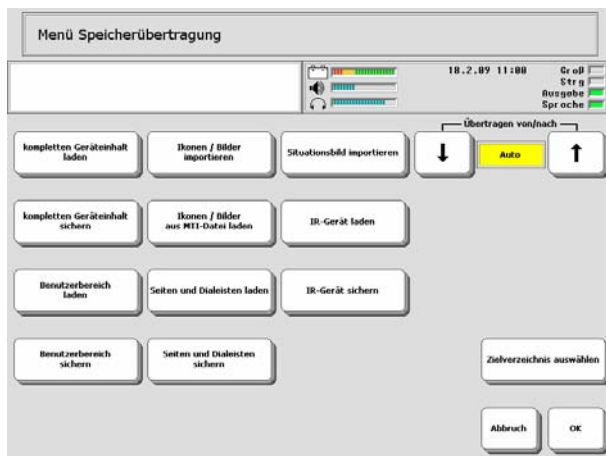 Menü Speicherübertragung
18.2.09 11:00
Groß
Strg
Ausgabe
Sprache
Übertragen von/nach
kompletten Geräteinhalt
laden
Ikonen / Bilder
importieren
Situationsbild importieren
Auto
kompletten Geräteinhalt
sichern
Ikonen / Bilder
aus MTI-Datei laden
IR-Gerät laden
Benutzerbereich
laden
Seiten und Dialeisten laden
IR-Gerät sichern
Benutzerbereich
sichern
Seiten und Dialeisten
sichern
Zielverzeichnis auswählen
Abbruch
OK